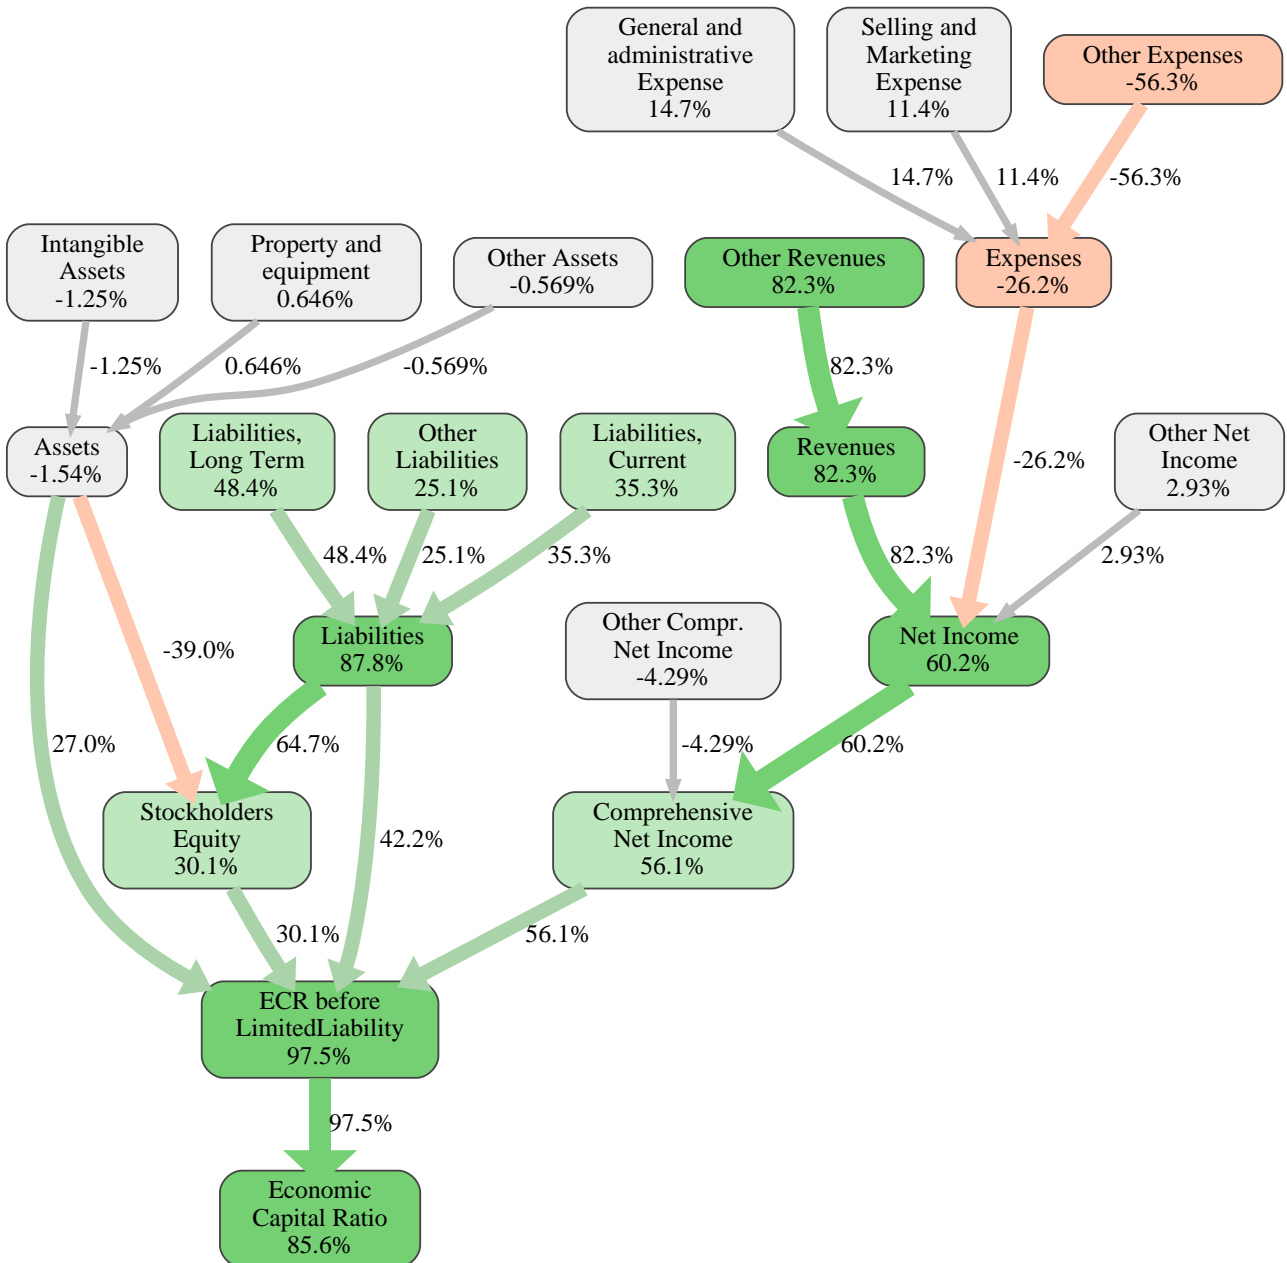 General and
administrative
Expense
14.7%
Selling and
Marketing
Expense
11.4%
Other Expenses
-56.3%
14.7%
11.4%
-56.3%
Intangible
Assets
-1.25%
Property and
equipment
0.646%
Other Assets
-0.569%
Other Revenues
82.3%
Expenses
-26.2%
-1.25%
0.646%
-0.569%
82.3%
Assets
-1.54%
Liabilities,
Long Term
48.4%
Other
Liabilities
25.1%
Liabilities,
Current
35.3%
Revenues
82.3%
-26.2%
Other Net
Income
2.93%
48.4%
25.1%
35.3%
82.3%
2.93%
-39.0%
Liabilities
87.8%
Other Compr.
Net Income
-4.29%
Net Income
60.2%
27.0%
64.7%
-4.29%
60.2%
Stockholders
Equity
30.1%
42.2%
Comprehensive
Net Income
56.1%
30.1%
56.1%
ECR before
LimitedLiability
97.5%
97.5%
Economic
Capital Ratio
85.6%